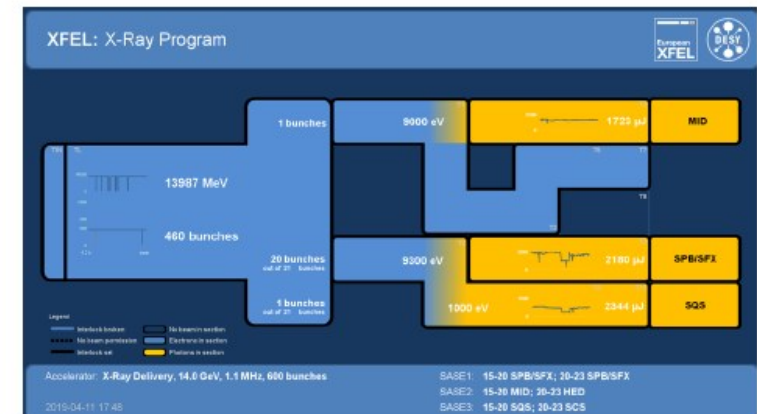 XFEL: X-Ray Program
European
XFEL
DESY
1 bunches
9000 eV
1723 µJ
MID
13987 MeV
460 bunches
20 bunches
out of 21 bunches
9300 eV
2180 µJ
SPB/SFX
1 bunches
out of 21 bunches
1000 eV
2844 µJ
SQS
Legend
Interlock broken
No beam in section
No beam permission
Electrons in section
Interlock set
Photons in section
Accelerator: X-Ray Delivery, 14.0 GeV, 1.1 MHz, 600 bunches
2019-04-11 17:48
SASE1: 15-20 SPB/SFX; 20-23 SPB/SFX
SASE2: 15-20 MID; 20-23 HED
SASE3: 15-20 SQS; 20-23 SCS